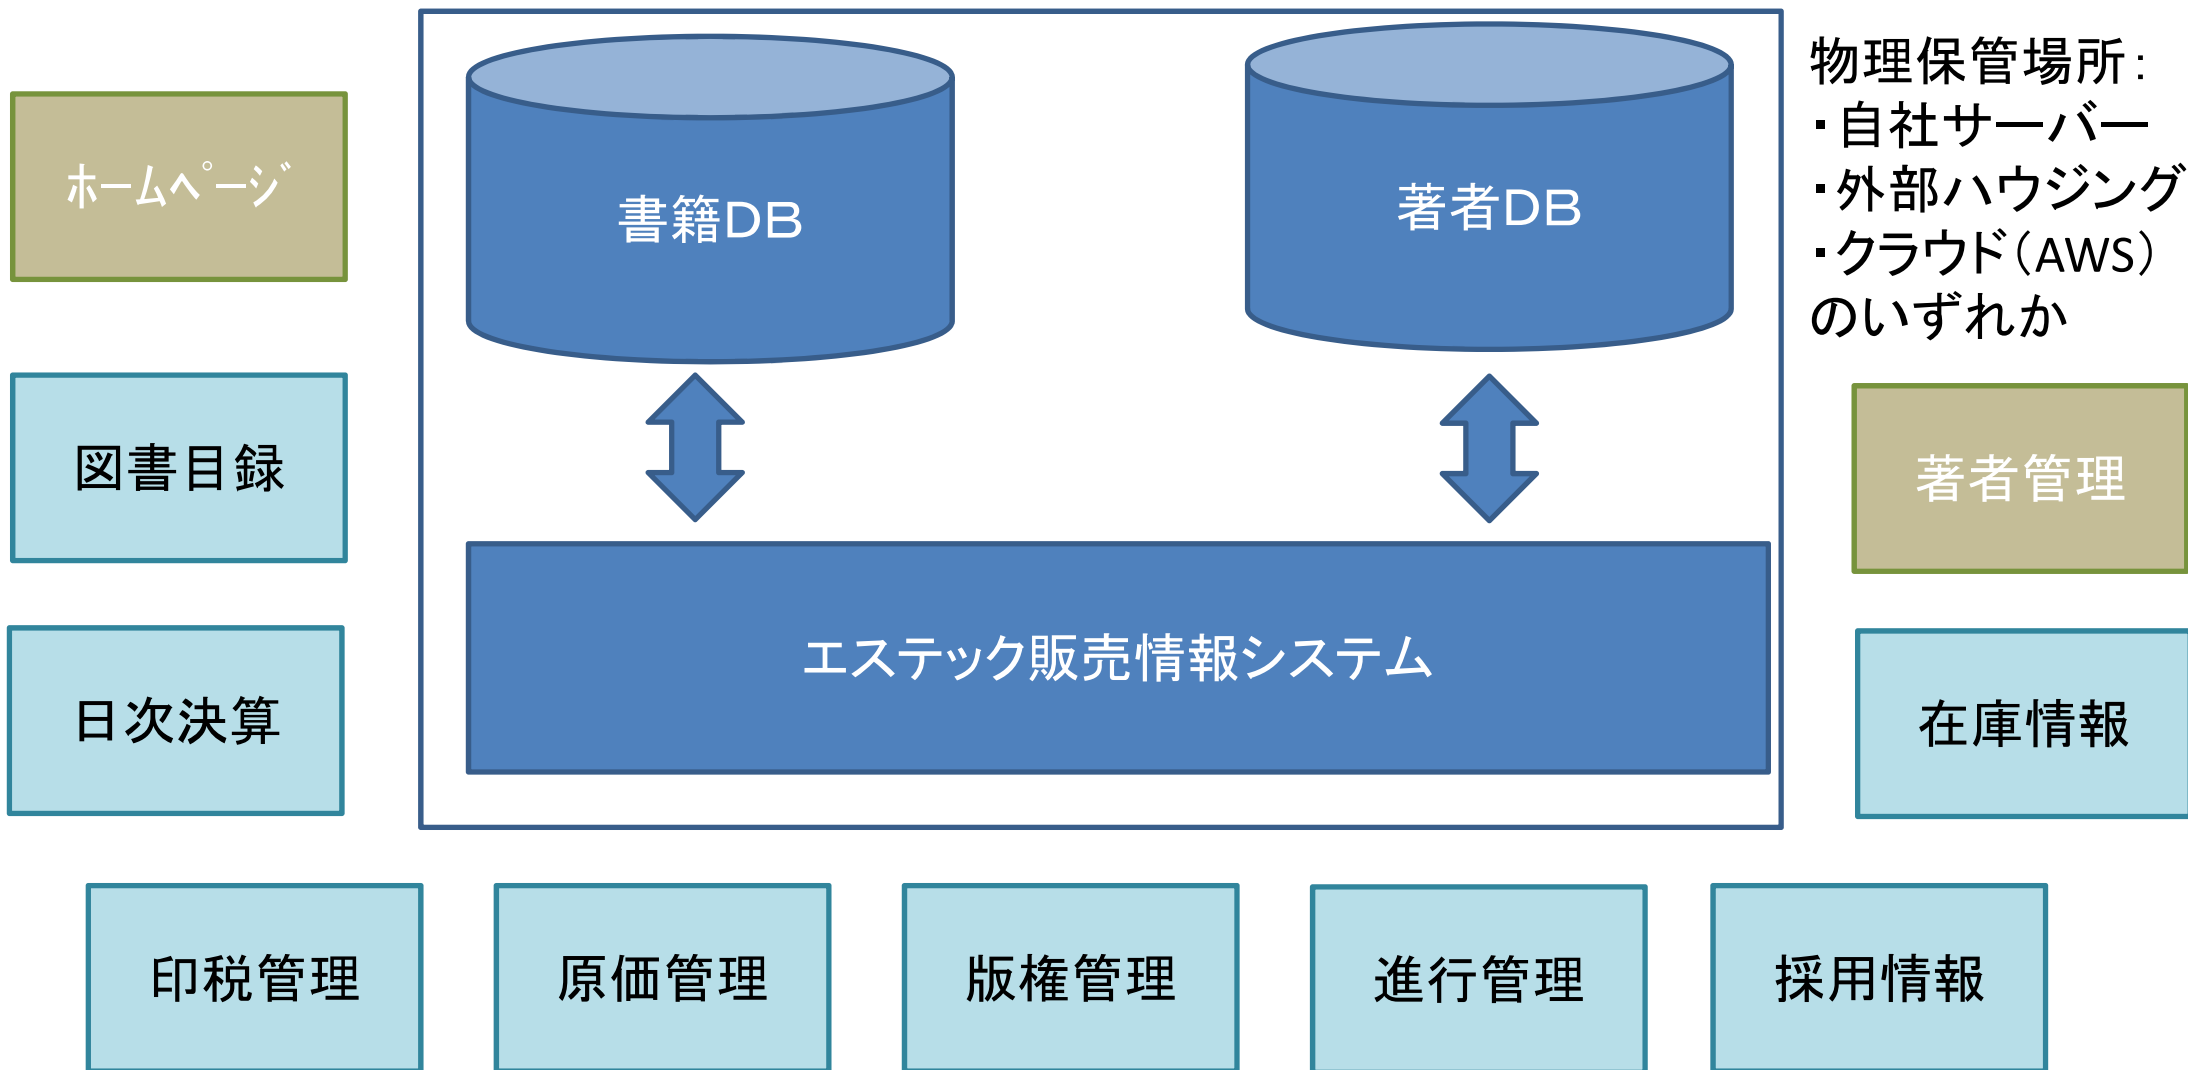 書籍ＤＢ
著者ＤＢ
物理保管場所：
・自社サーバー
・外部ハウジング
・クラウド（AWS）
のいずれか
ﾎｰﾑﾍﾟｰｼﾞ
図書目録
著者管理
エステック販売情報システム
日次決算
在庫情報
印税管理
原価管理
版権管理
進行管理
採用情報